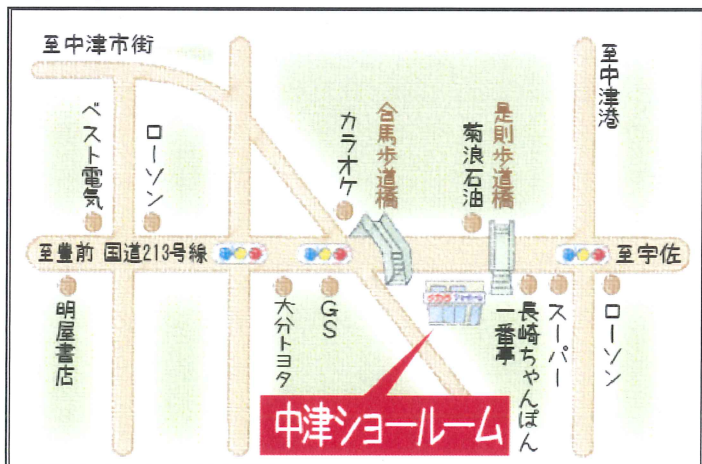 至中津市街
至中津港
ベスト電気
ローソン
カラオケ
合馬歩道橋
菊浪石油
是則歩道橋
至豊前 国道213号線
至宇佐
明屋書店
大分トヨタ
GS
一番亭
長崎ちゃんぽん
スーパー
ローソン
中津ショールーム